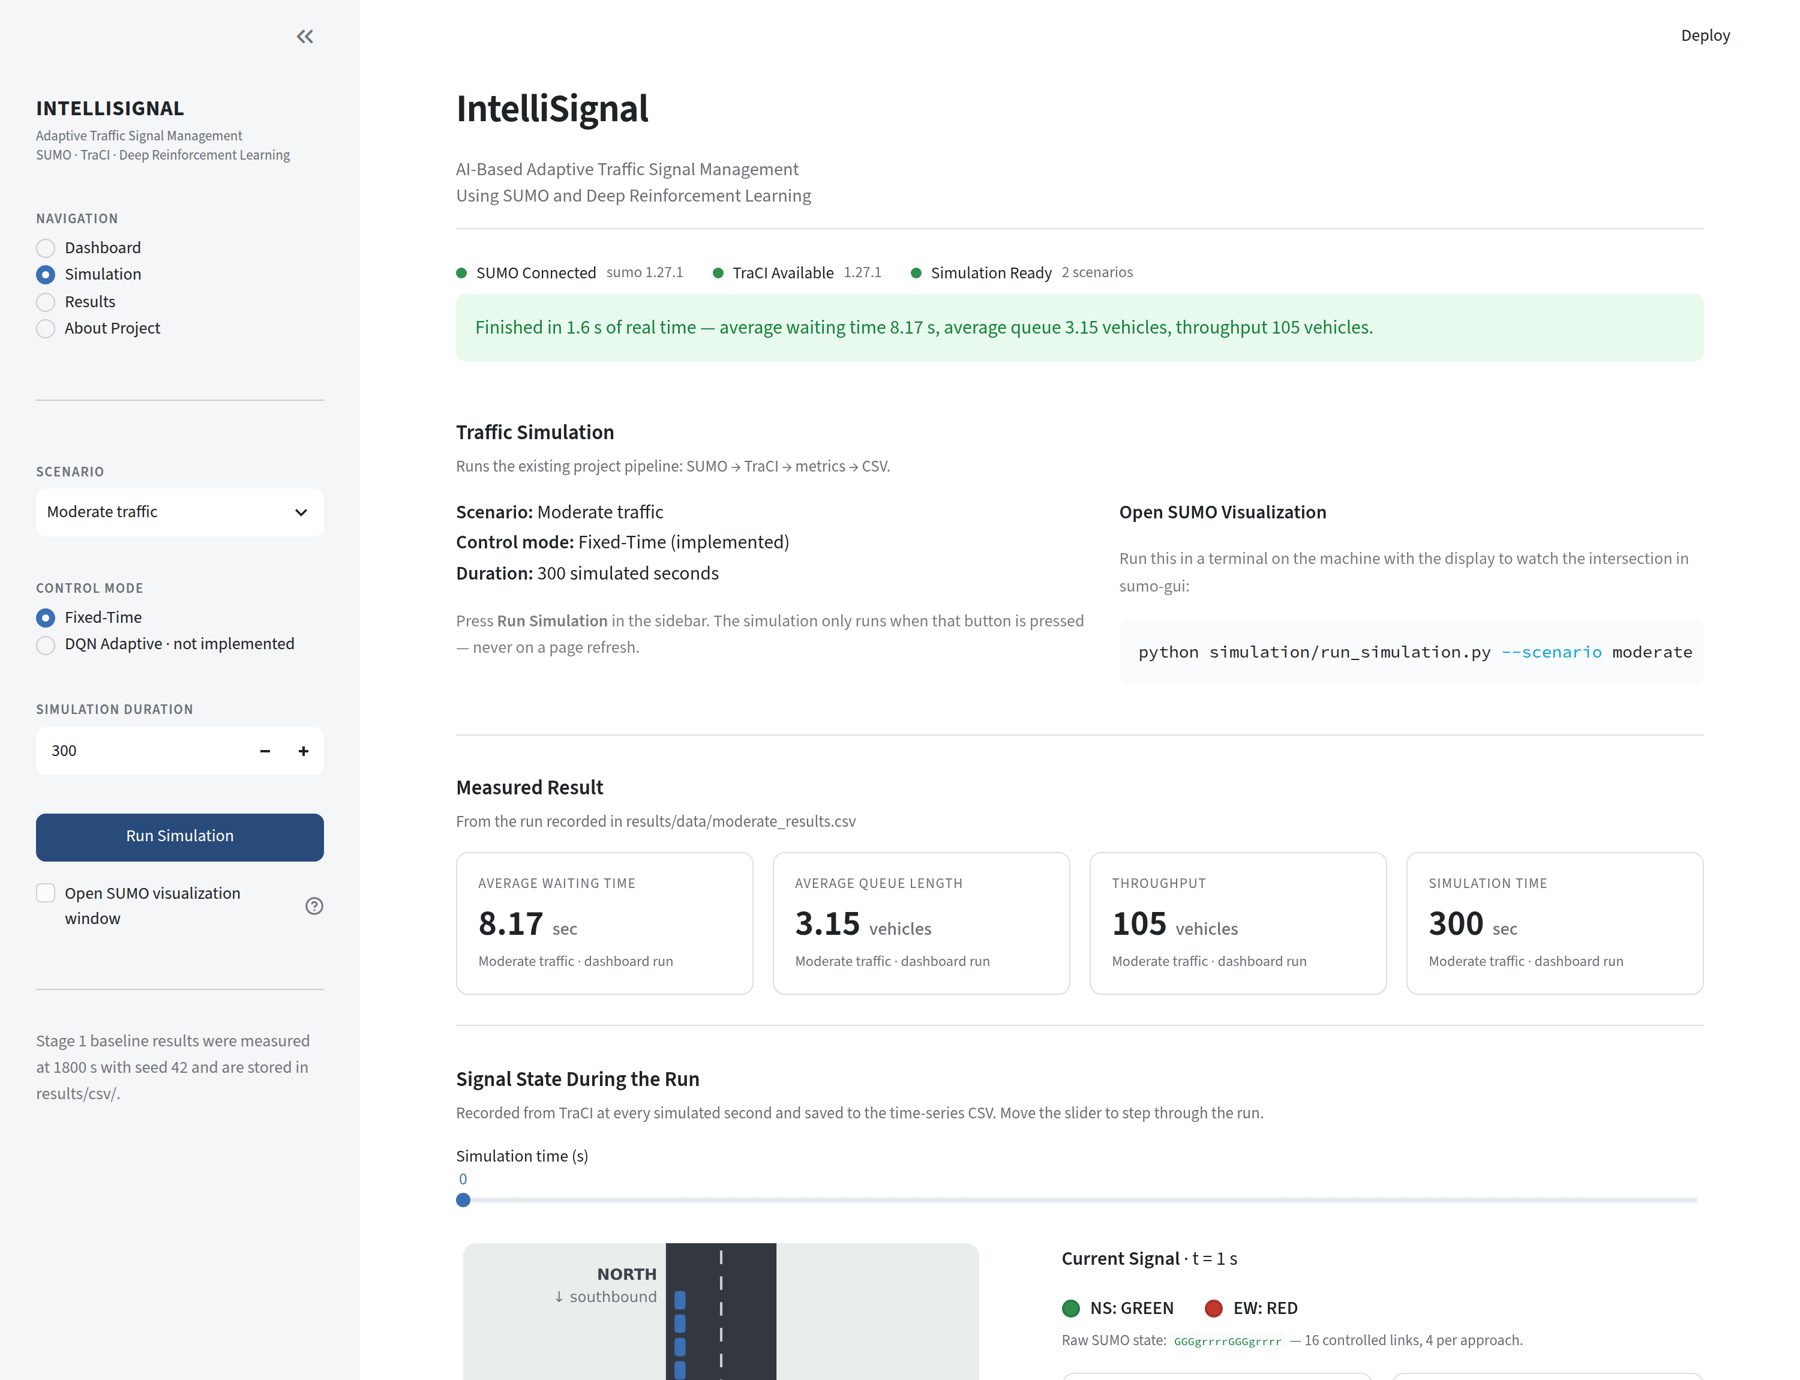 Deploy
INTELLISIGNAL
Adaptive Traffic Signal Management
SUMO · TraCI · Deep Reinforcement Learning
NAVIGATION
Dashboard
Simulation
Results
About Project
SCENARIO
Moderate traffic
CONTROL MODE
Fixed-Time
DQN Adaptive · not implemented
SIMULATION DURATION
300
Run Simulation
Open SUMO visualization
window
Stage 1 baseline results were measured
at 1800 s with seed 42 and are stored in
results/csv/.
IntelliSignal
AI-Based Adaptive Traffic Signal Management
Using SUMO and Deep Reinforcement Learning
SUMO Connected sumo 1.27.1 TraCI Available 1.27.1 Simulation Ready 2 scenarios
Finished in 1.6 s of real time — average waiting time 8.17 s, average queue 3.15 vehicles, throughput 105 vehicles.
Traffic Simulation
Runs the existing project pipeline: SUMO → TraCI → metrics → CSV.
Scenario: Moderate traffic
Control mode: Fixed-Time (implemented)
Duration: 300 simulated seconds
Press Run Simulation in the sidebar. The simulation only runs when that button is pressed
— never on a page refresh.
Open SUMO Visualization
Run this in a terminal on the machine with the display to watch the intersection in
sumo-gui:
python simulation/run_simulation.py --scenario moderate
Measured Result
From the run recorded in results/data/moderate_results.csv
AVERAGE WAITING TIME
8.17 sec
Moderate traffic · dashboard run
AVERAGE QUEUE LENGTH
3.15 vehicles
Moderate traffic · dashboard run
THROUGHPUT
105 vehicles
Moderate traffic · dashboard run
SIMULATION TIME
300 sec
Moderate traffic · dashboard run
Signal State During the Run
Recorded from TraCI at every simulated second and saved to the time-series CSV. Move the slider to step through the run.
Simulation time (s)
0
NORTH
↓ southbound
Current Signal · t = 1 s
NS: GREEN EW: RED
Raw SUMO state: GGGgrrrrGGGgrrrr — 16 controlled links, 4 per approach.